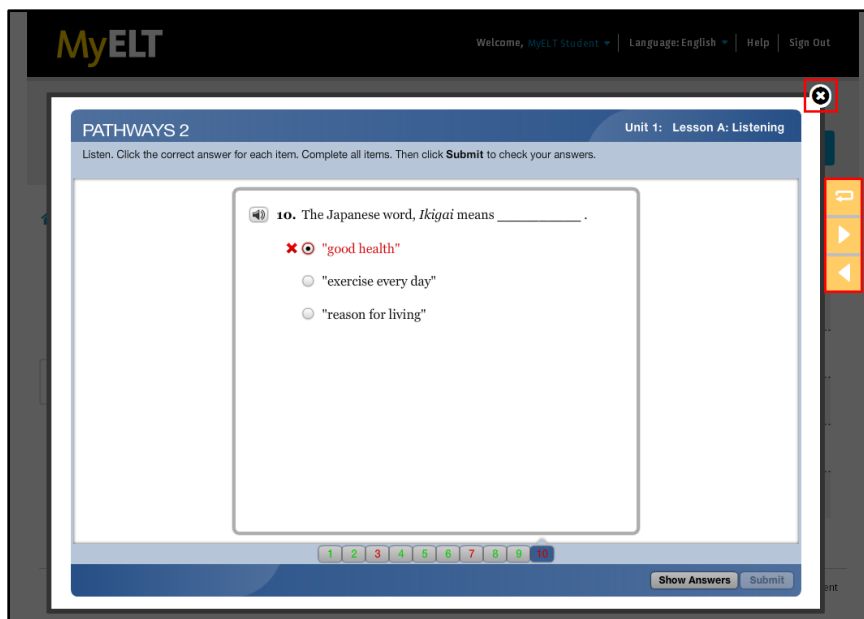 MyELT
Welcome, MyELT Student Language: English Help Sign Out
PATHWAYS 2
Unit 1: Lesson A: Listening
Listen. Click the correct answer for each item. Complete all items. Then click Submit to check your answers.
10. The Japanese word, Ikigai means ____________ .
"good health"
"exercise every day"
"reason for living"
1 2 3 4 5 6 7 8 9 10
Show Answers Submit
ent